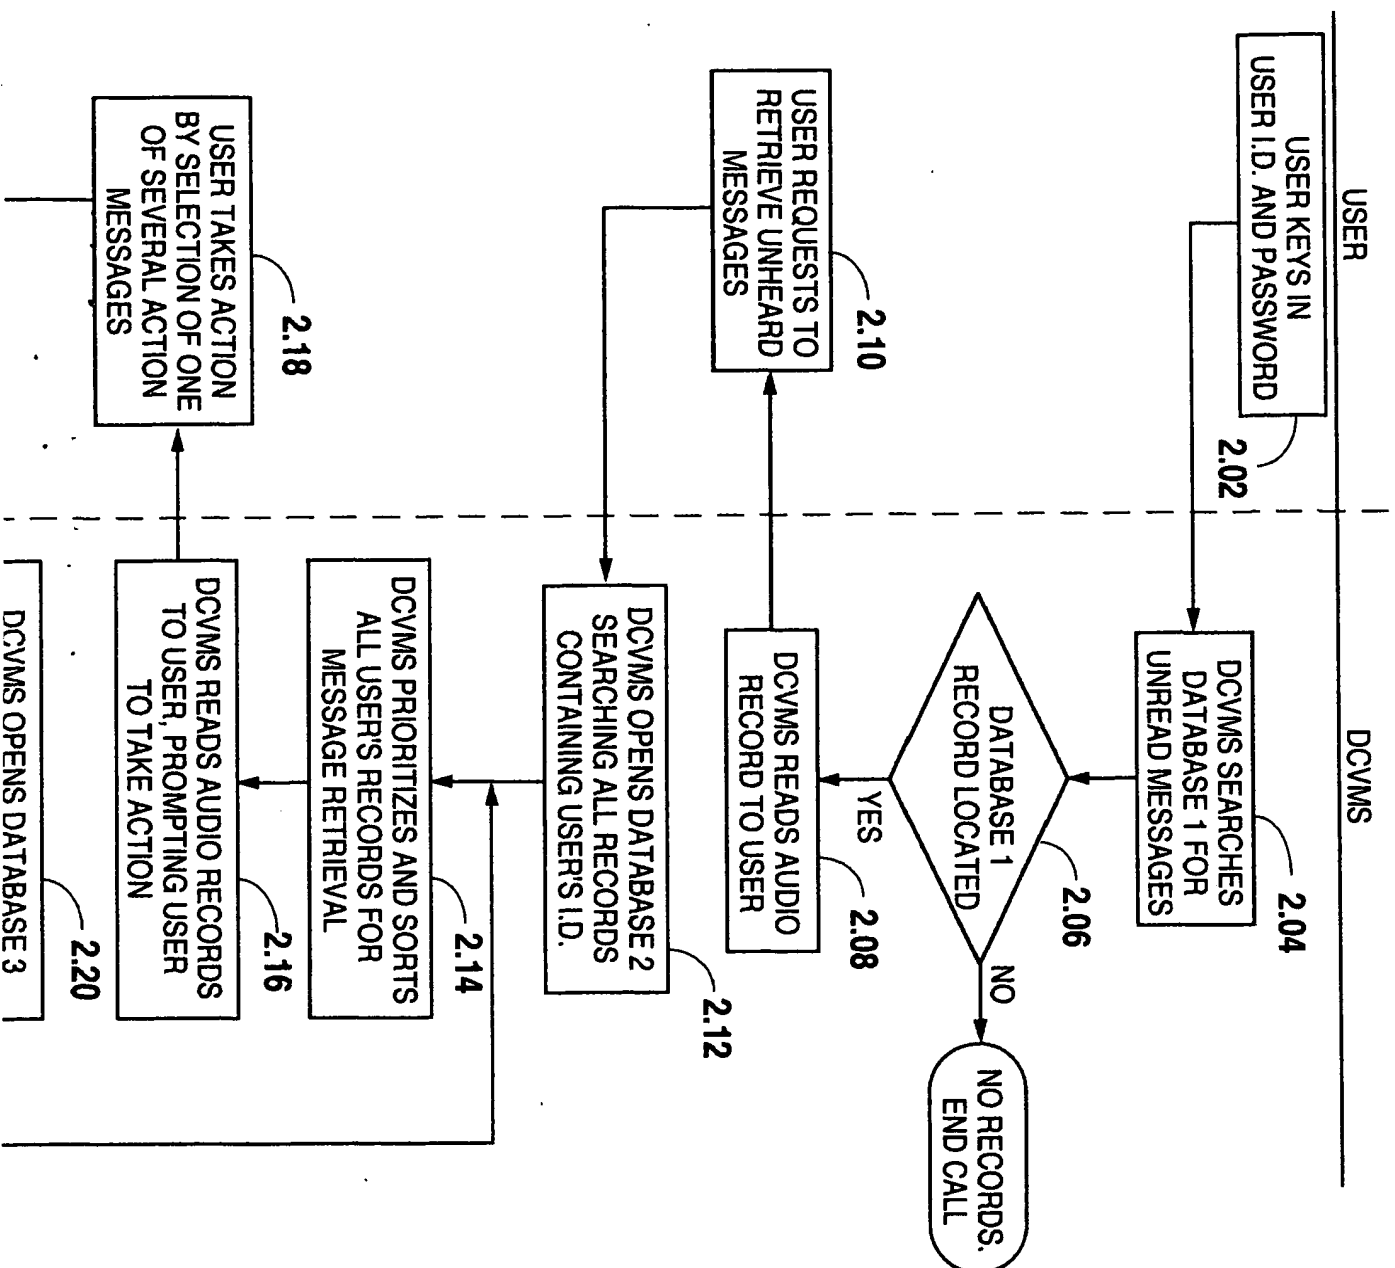 USER
DCVMS
USER KEYS IN
USER I.D. AND PASSWORD
2.02
DCVMS SEARCHES
DATABASE 1 FOR
UNREAD MESSAGES
2.04
DATABASE 1
RECORD LOCATED
2.06
NO
NO RECORDS.
END CALL
YES
DCVMS READS AUDIO
RECORD TO USER
2.08
USER REQUESTS TO
RETRIEVE UNHEARD
MESSAGES
2.10
DCVMS OPENS DATABASE 2
SEARCHING ALL RECORDS
CONTAINING USER'S I.D.
2.12
DCVMS PRIORITIZES AND SORTS
ALL USER'S RECORDS FOR
MESSAGE RETRIEVAL
2.14
DCVMS READS AUDIO RECORDS
TO USER, PROMPTING USER
TO TAKE ACTION
2.16
USER TAKES ACTION
BY SELECTION OF ONE
OF SEVERAL ACTION
MESSAGES
2.18
DCVMS OPENS DATABASE 3
2.20